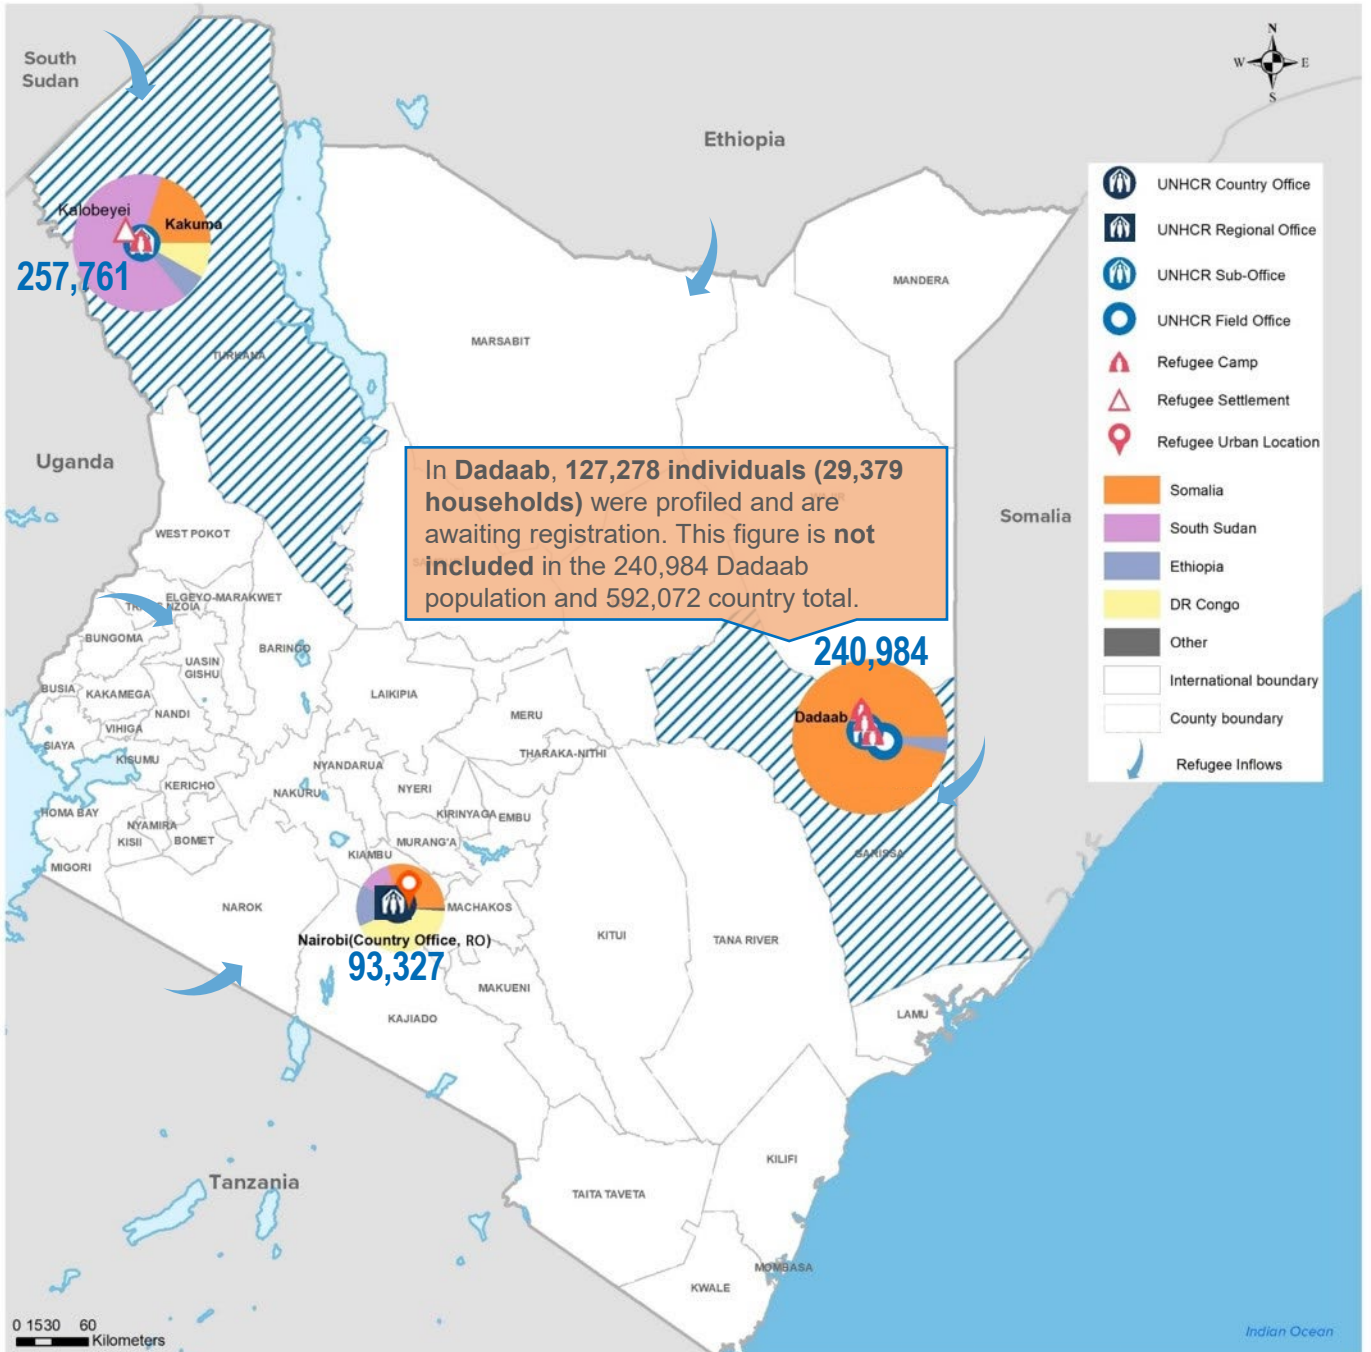 South
Sudan
Ethiopia
N
W
E
S
Kalobeyei
Kakuma
257,761
TURKANA
MARSABIT
MANDERA
UNHCR Country Office
UNHCR Regional Office
UNHCR Sub-Office
UNHCR Field Office
Refugee Camp
Refugee Settlement
Refugee Urban Location
Somalia
South Sudan
Ethiopia
DR Congo
Other
International boundary
County boundary
Refugee Inflows
Uganda
Somalia
In Dadaab, 127,278 individuals (29,379
households) were profiled and are
awaiting registration. This figure is not
included in the 240,984 Dadaab
population and 592,072 country total.
240,984
Dadaab
GARISSA
WEST POKOT
ELGEYO-MARAKWET
NZOIA
BUNGOMA
BARINGO
UASIN
GISHU
BUSIA
KAKAMEGA
NANDI
VIHIGA
SIAYA
KISUMU
LAIKIPIA
MERU
THARAKA-NITHI
NYANDARUA
KERICHO
NAKURU
NYERI
HOMA BAY
NYAMIRA
KISII
BOMET
KIRINYAGA
EMBU
MURANG'A
KIAMBU
MIGORI
NAROK
MACHAKOS
Nairobi(Country Office, RO)
93,327
KITUI
TANA RIVER
MAKUENI
KAJIADO
LAMU
KILIFI
TAITA TAVETA
Tanzania
MOMBASA
KWALE
0 1530 60
Kilometers
Indian Ocean